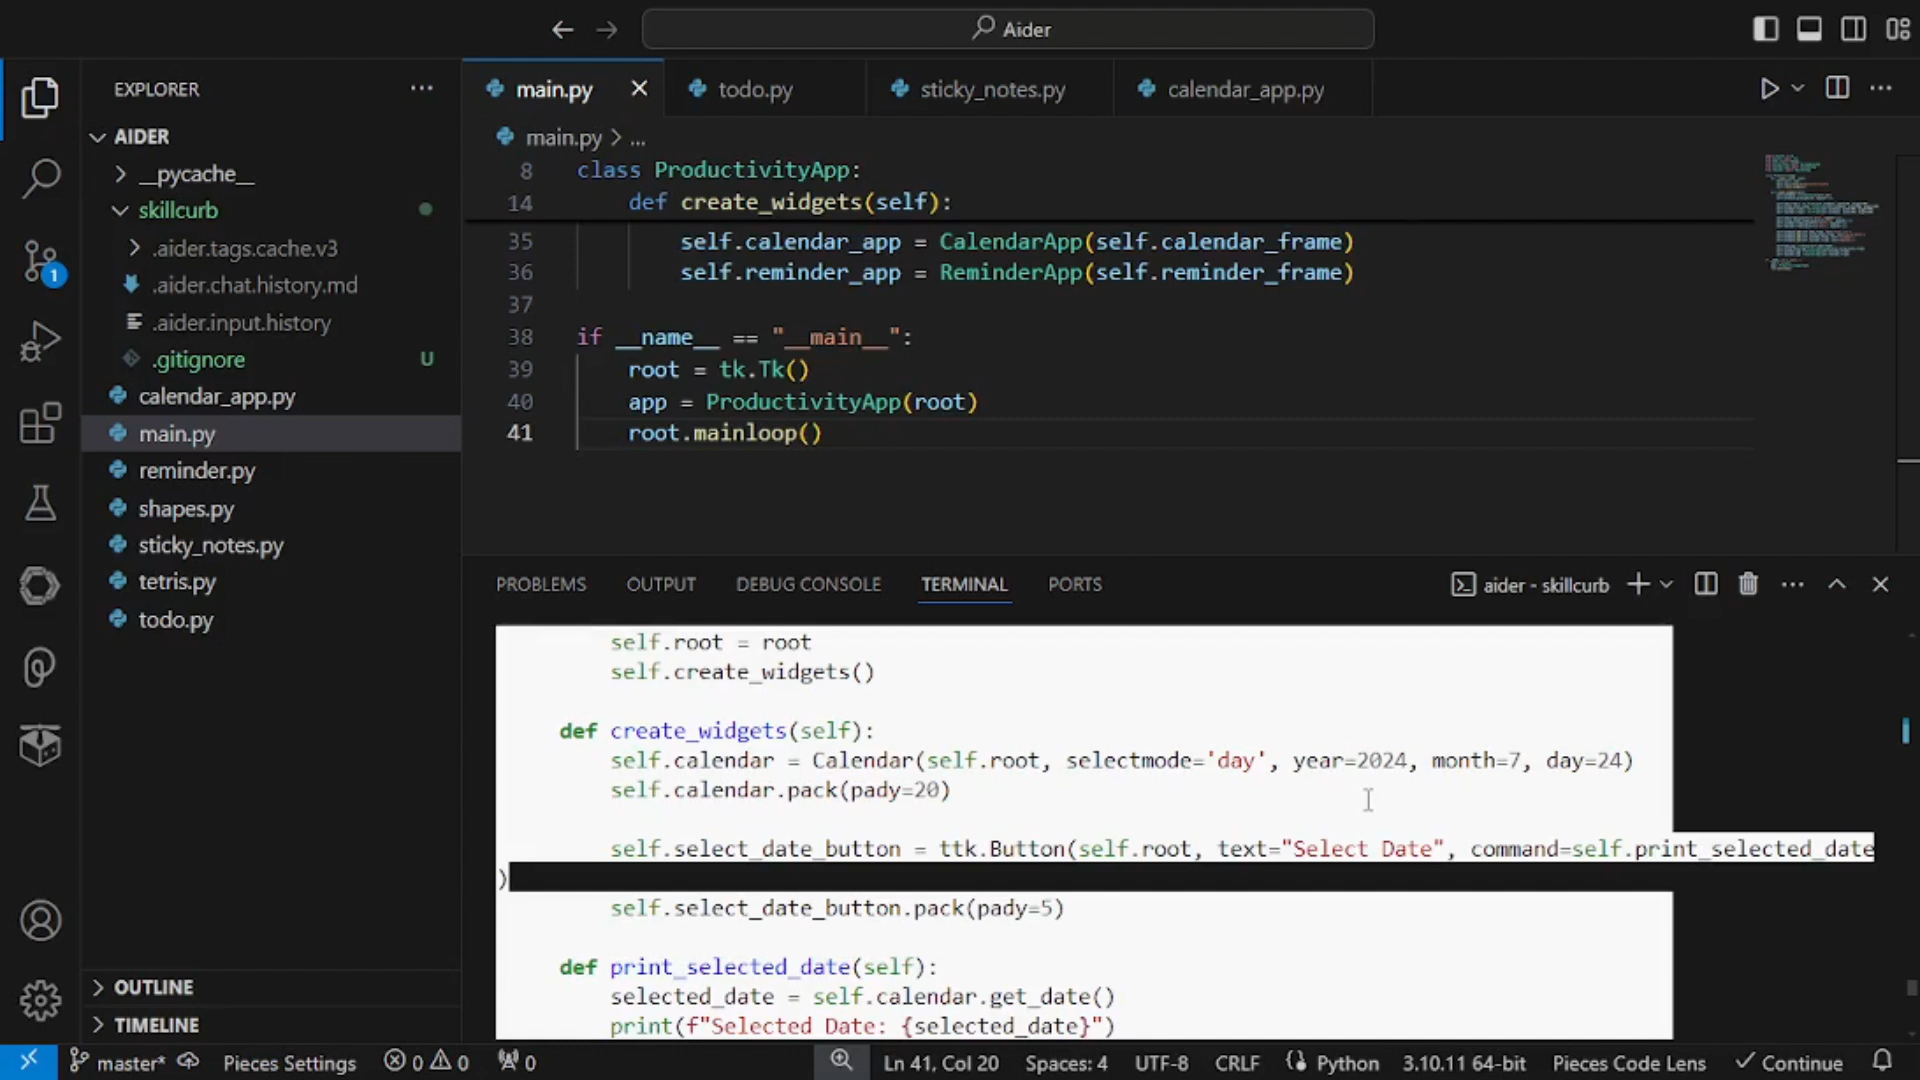 Aider
EXPLORER
AIDER
__pycache__
skillcurb
.aider.tags.cache.v3
.aider.chat.history.md
.aider.input.history
.gitignore U
calendar_app.py
main.py
reminder.py
shapes.py
sticky_notes.py
tetris.py
todo.py
OUTLINE
TIMELINE
main.py todo.py sticky_notes.py calendar_app.py
main.py > ...
8 class ProductivityApp:
14 def create_widgets(self):
35 self.calendar_app = CalendarApp(self.calendar_frame)
36 self.reminder_app = ReminderApp(self.reminder_frame)
37
38 if __name__ == "__main__":
39 root = tk.Tk()
40 app = ProductivityApp(root)
41 root.mainloop()
PROBLEMS OUTPUT DEBUG CONSOLE TERMINAL PORTS aider - skillcurb
self.root = root
self.create_widgets()
def create_widgets(self):
self.calendar = Calendar(self.root, selectmode='day', year=2024, month=7, day=24)
self.calendar.pack(pady=20)
self.select_date_button = ttk.Button(self.root, text="Select Date", command=self.print_selected_date
)
self.select_date_button.pack(pady=5)
def print_selected_date(self):
selected_date = self.calendar.get_date()
print(f"Selected Date: {selected_date}")
1
master* Pieces Settings 0 0 0 Ln 41, Col 20 Spaces: 4 UTF-8 CRLF Python 3.10.11 64-bit Pieces Code Lens Continue